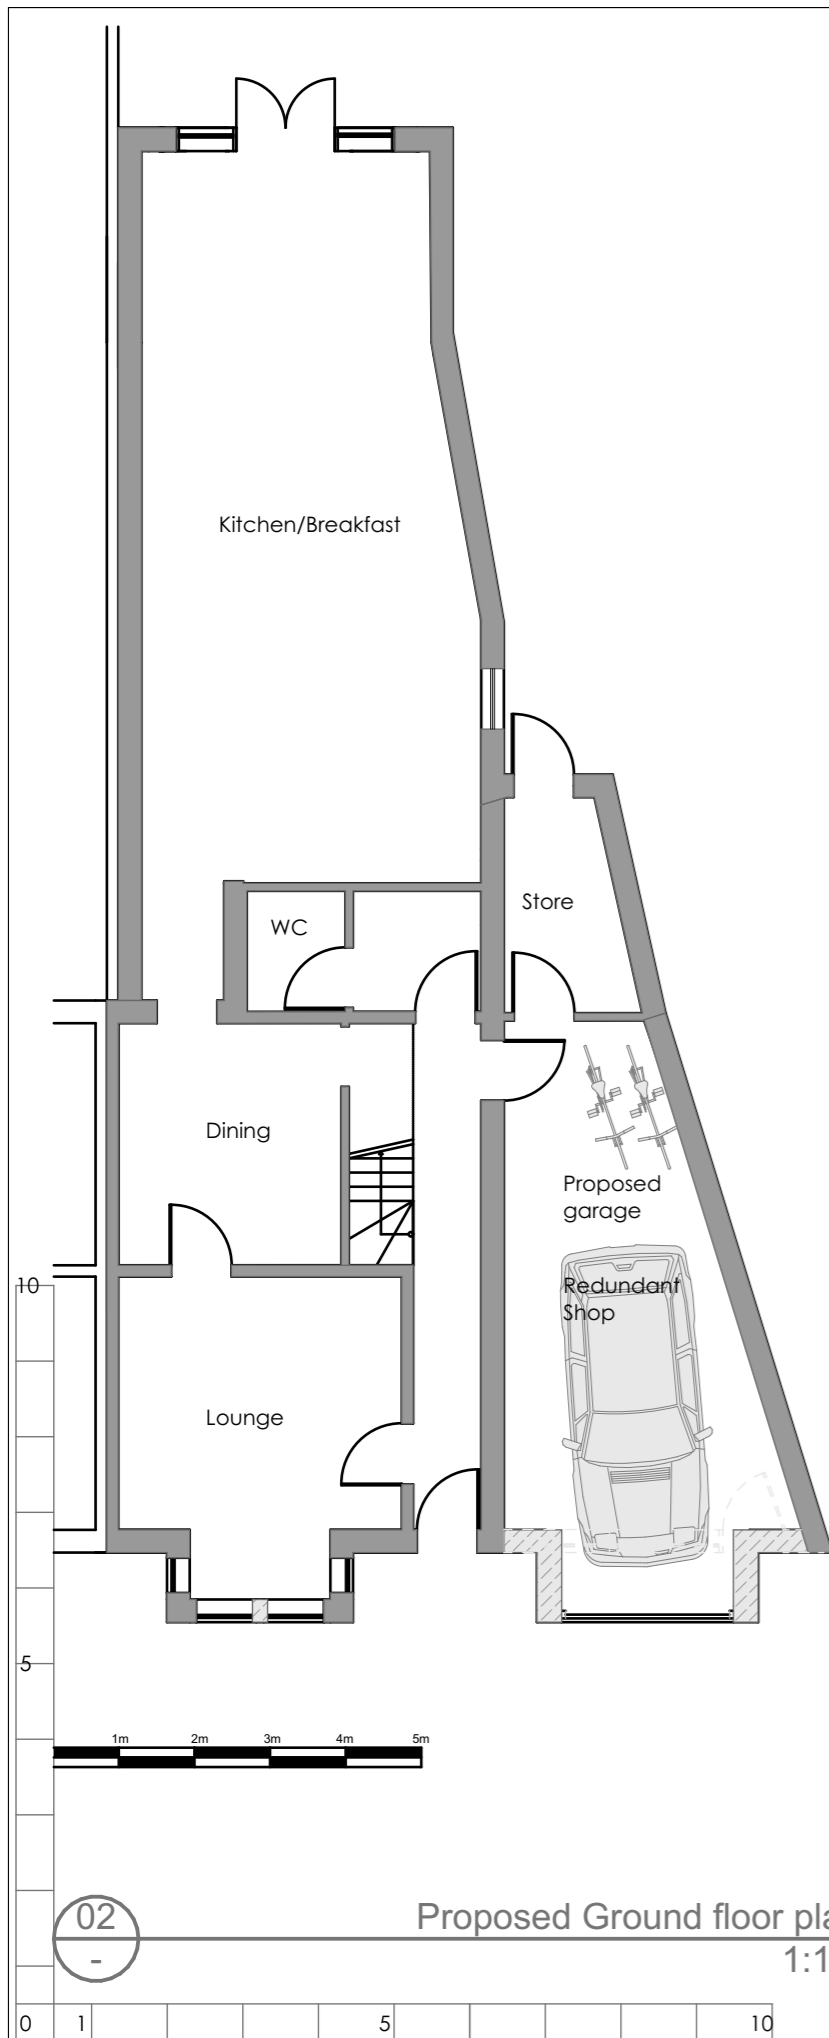 Kitchen/Breakfast
WC
Store
Dining
Proposed
garage
Redundant
Shop
10
Lounge
5
1m 2m 3m 4m 5m
02
-
Proposed Ground floor pla
1:1
0 1 5 10